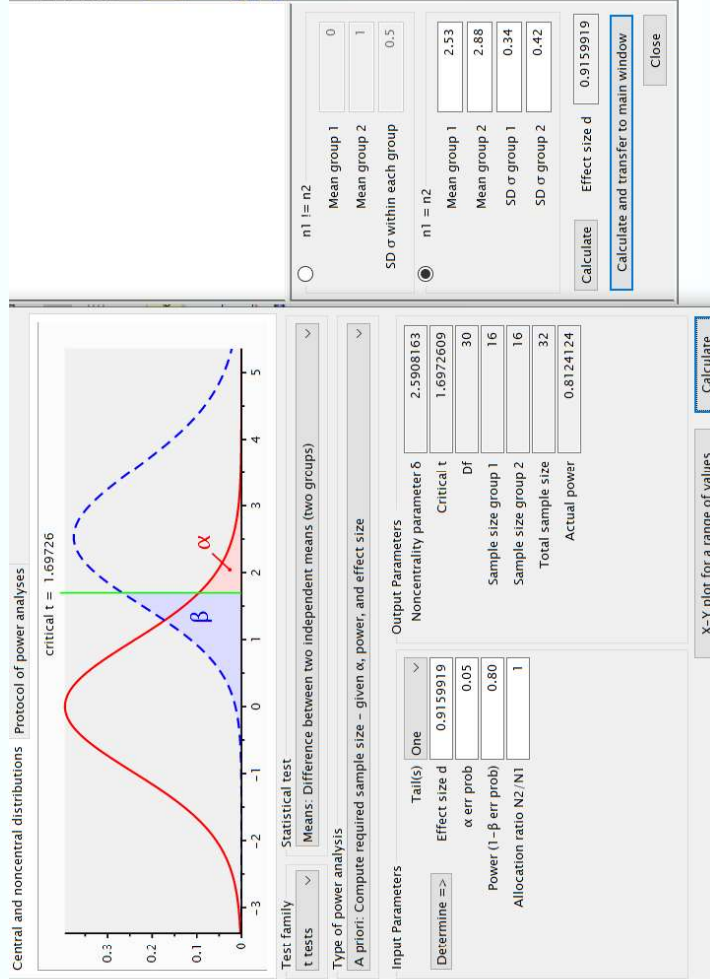 Central and noncentral distributions Protocol of power analyses
critical t = 1.69726
0.3
0.2
0.1
0
β
α
-3 -2 -1 0 1 2 3 4 5
Test family
t tests
Statistical test
Means: Difference between two independent means (two groups)
Type of power analysis
A priori: Compute required sample size - given α, power, and effect size
Input Parameters
Tail(s) One
Determine => Effect size d 0.9159919
α err prob 0.05
Power (1-β err prob) 0.80
Allocation ratio N2/N1 1
Output Parameters
Noncentrality parameter δ 2.5908163
Critical t 1.6972609
Df 30
Sample size group 1 16
Sample size group 2 16
Total sample size 32
Actual power 0.8124124
X-Y plot for a range of values Calculate
n1 != n2
Mean group 1 0
Mean group 2 1
SD σ within each group 0.5
n1 = n2
Mean group 1 2.53
Mean group 2 2.88
SD σ group 1 0.34
SD σ group 2 0.42
Calculate Effect size d 0.9159919
Calculate and transfer to main window
Close